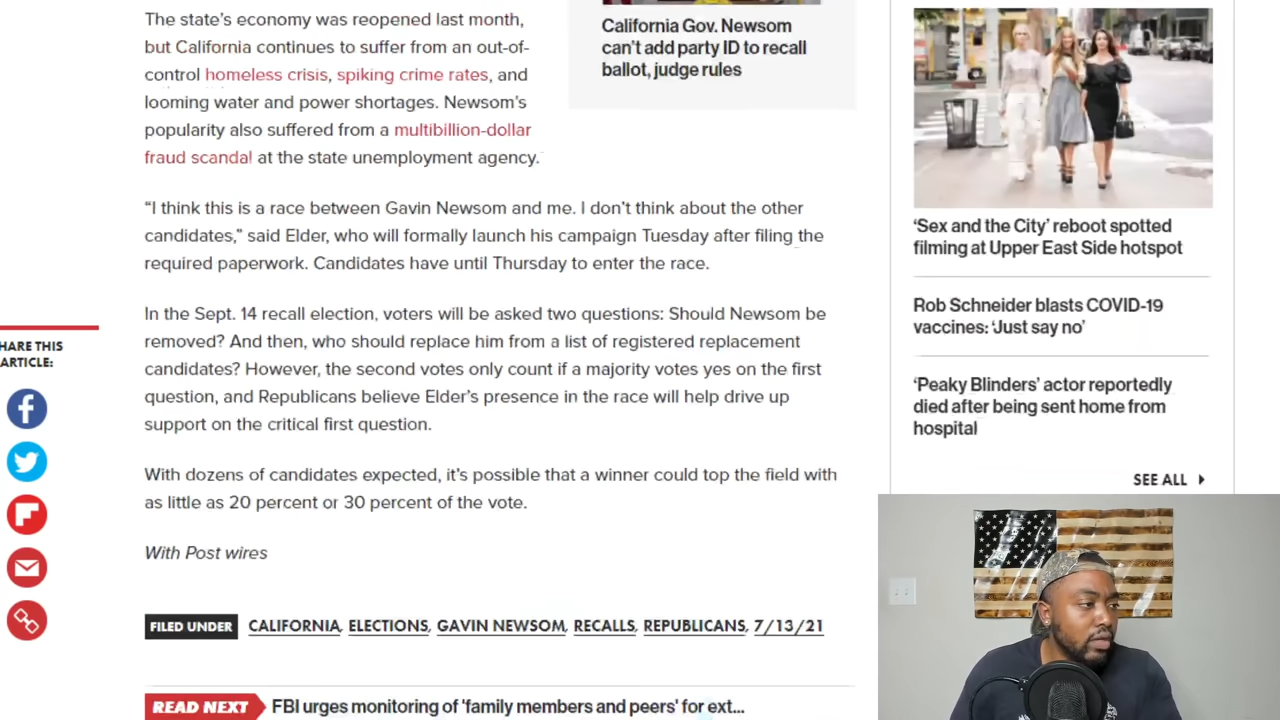 The state's economy was reopened last month,
but California continues to suffer from an out-of-
control homeless crisis, spiking crime rates, and
looming water and power shortages. Newsom's
popularity also suffered from a multibillion-dollar
fraud scandal at the state unemployment agency.
California Gov. Newsom
can't add party ID to recall
ballot, judge rules
“I think this is a race between Gavin Newsom and me. I don't think about the other
candidates,” said Elder, who will formally launch his campaign Tuesday after filing the
required paperwork. Candidates have until Thursday to enter the race.
In the Sept. 14 recall election, voters will be asked two questions: Should Newsom be
removed? And then, who should replace him from a list of registered replacement
candidates? However, the second votes only count if a majority votes yes on the first
question, and Republicans believe Elder's presence in the race will help drive up
support on the critical first question.
With dozens of candidates expected, it's possible that a winner could top the field with
as little as 20 percent or 30 percent of the vote.
With Post wires
HARE THIS
ARTICLE:
FILED UNDER CALIFORNIA, ELECTIONS, GAVIN NEWSOM, RECALLS, REPUBLICANS, 7/13/21
READ NEXT FBI urges monitoring of 'family members and peers' for ext...
‘Sex and the City’ reboot spotted
filming at Upper East Side hotspot
Rob Schneider blasts COVID-19
vaccines: ‘Just say no’
‘Peaky Blinders’ actor reportedly
died after being sent home from
hospital
SEE ALL